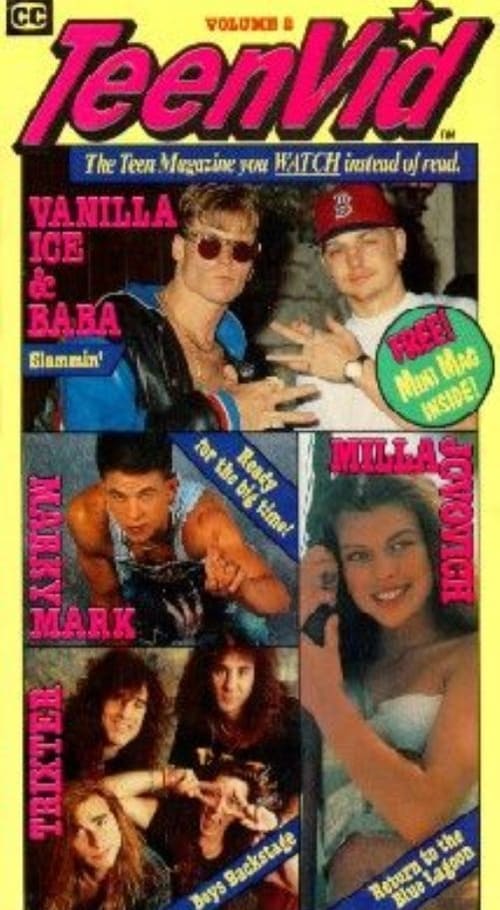 CC
VOLUME 2
TeenVid
TM
The Teen Magazine you WATCH instead of read.
VANILLA
ICE
&
BABA
Slammin'
FREE!
MINI MAG
INSIDE!
MARKY
MARK
Ready
for the big time!
MILLA
JOVOVICH
TRIXTER
Boys Backstage
Return to the
Blue Lagoon
B